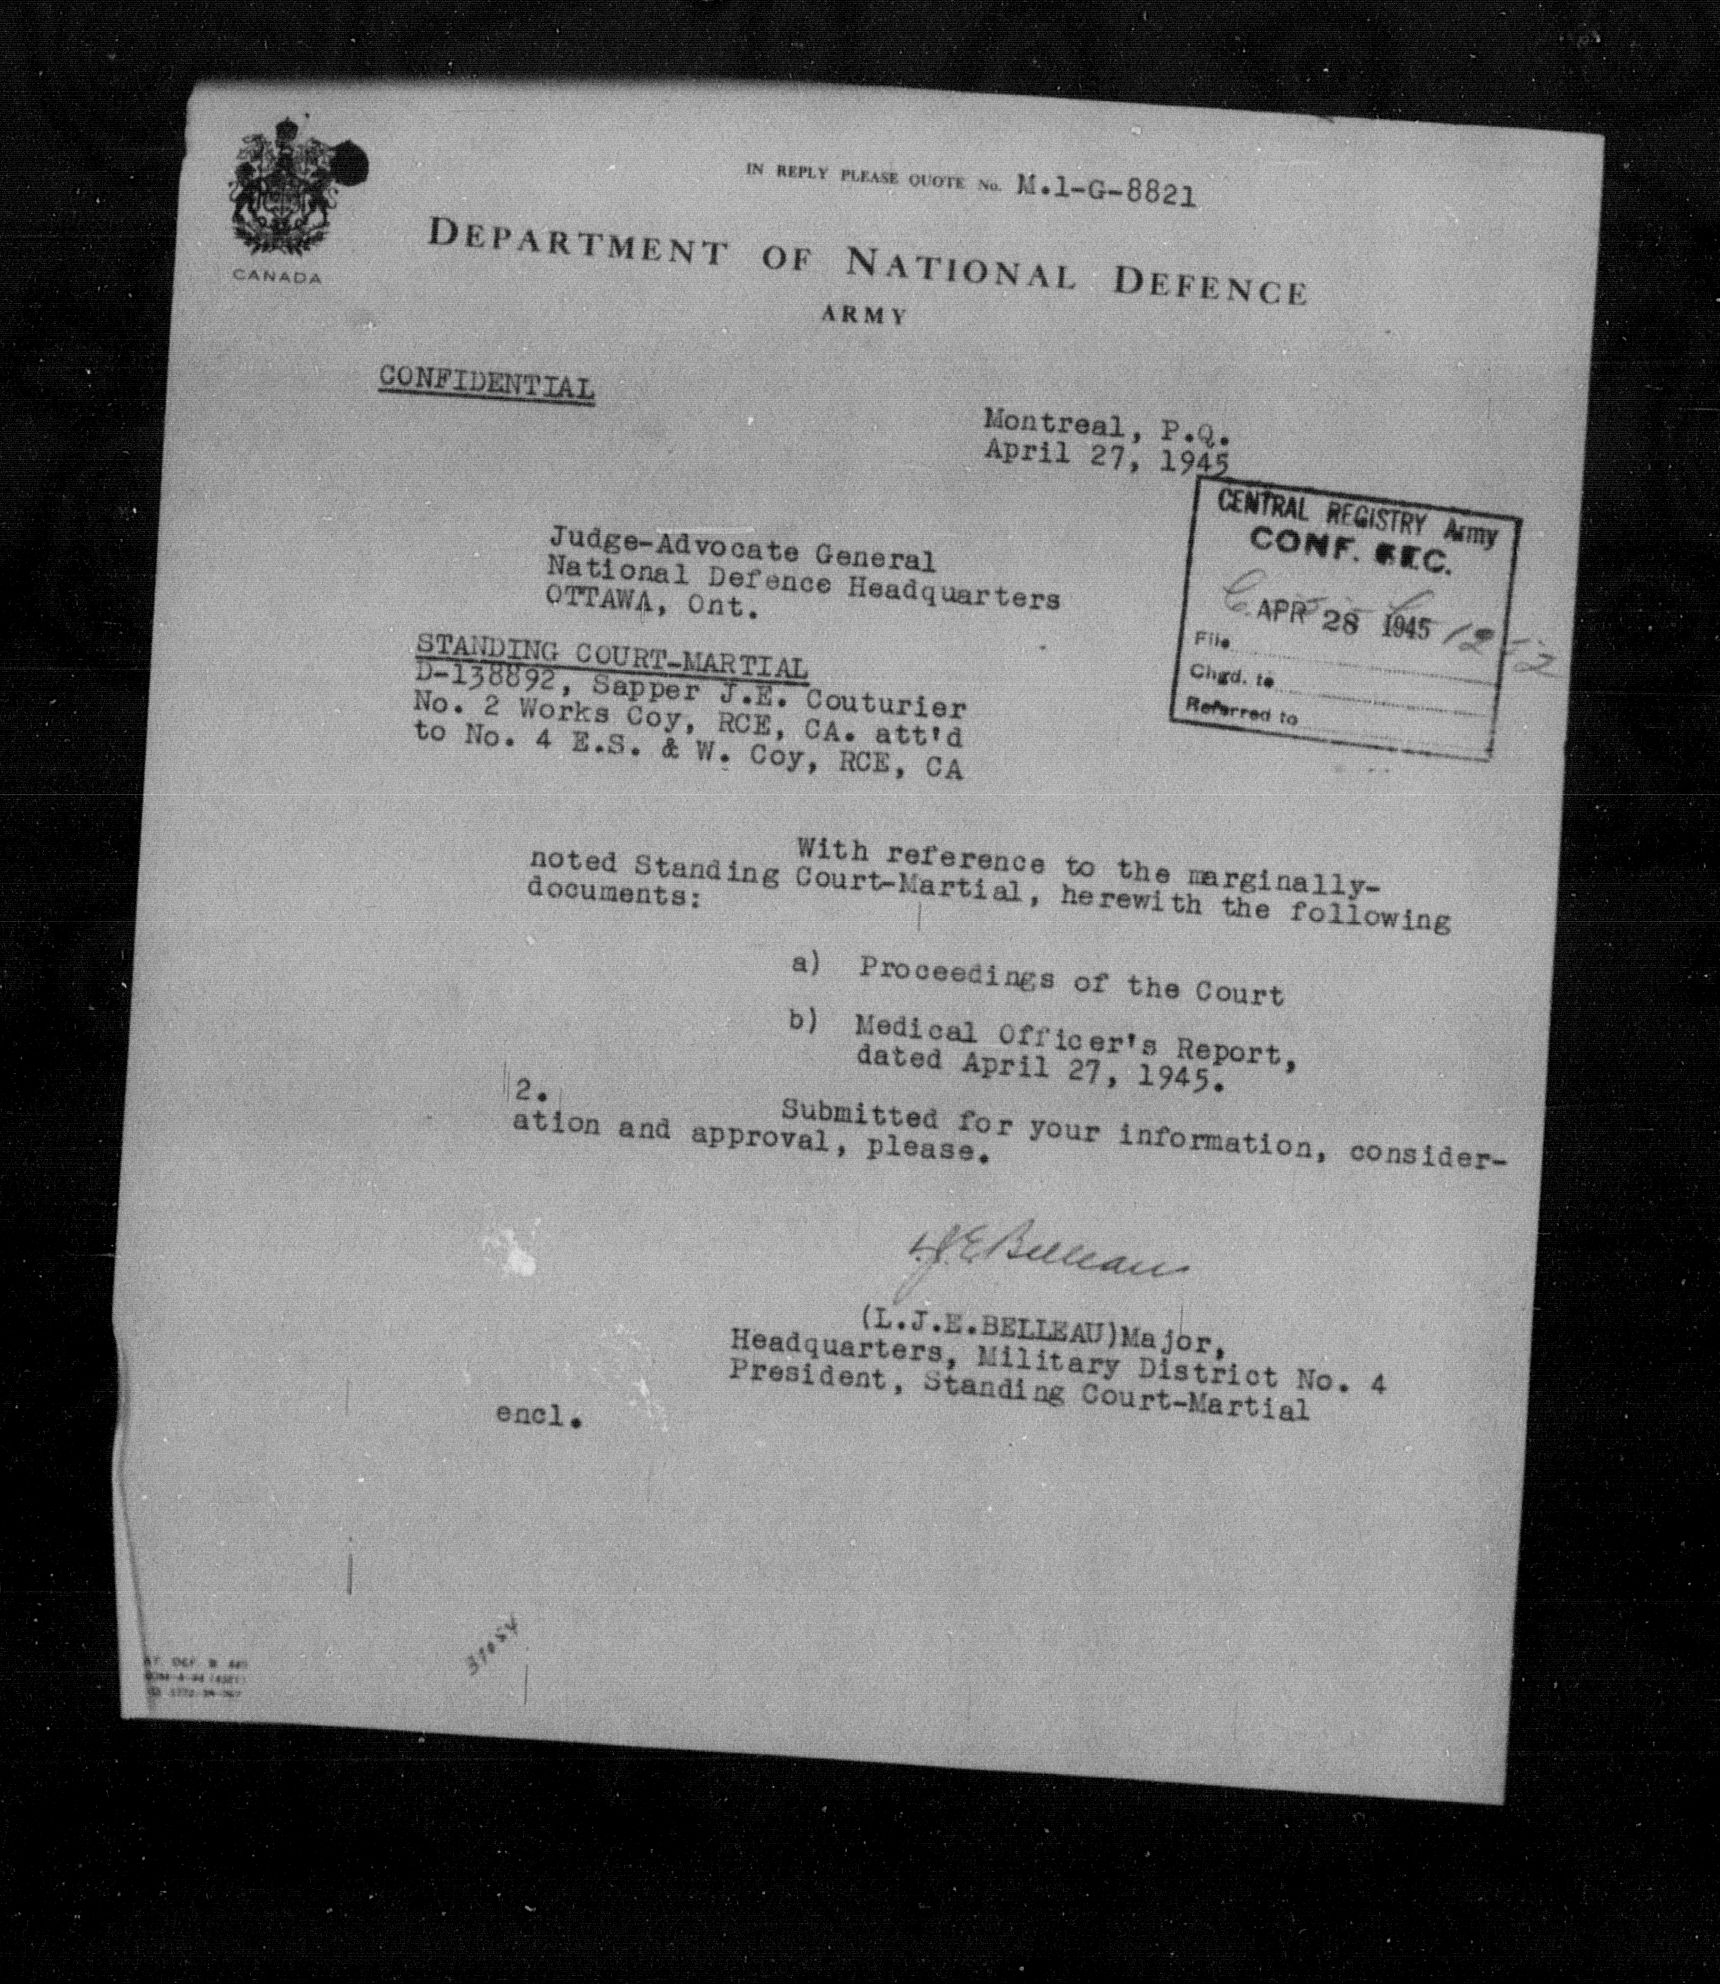 IN REPLY PLEASE QUOTE No. M.1-G-8821
DEPARTMENT OF NATIONAL DEFENCE
ARMY
CANADA
CONFIDENTIAL
Montreal, P.Q.
April 27, 1945
CENTRAL REGISTRY Army
CONF. SEC.
APR 28 1945
File
Chgd. to
Referred to
Judge-Advocate General
National Defence Headquarters
OTTAWA, Ont.
STANDING COURT-MARTIAL
D-138892, Sapper J.E. Couturier
No. 2 Works Coy, RCE, CA. att'd
to No. 4 E.S. & W. Coy, RCE, CA
With reference to the marginally-
noted Standing Court-Martial, herewith the following
documents:
a) Proceedings of the Court
b) Medical Officer's Report,
dated April 27, 1945.
2. Submitted for your information, consider-
ation and approval, please.
L.J.E. Belleau
(L.J.E.BELLEAU)Major,
Headquarters, Military District No. 4
President, Standing Court-Martial
encl.